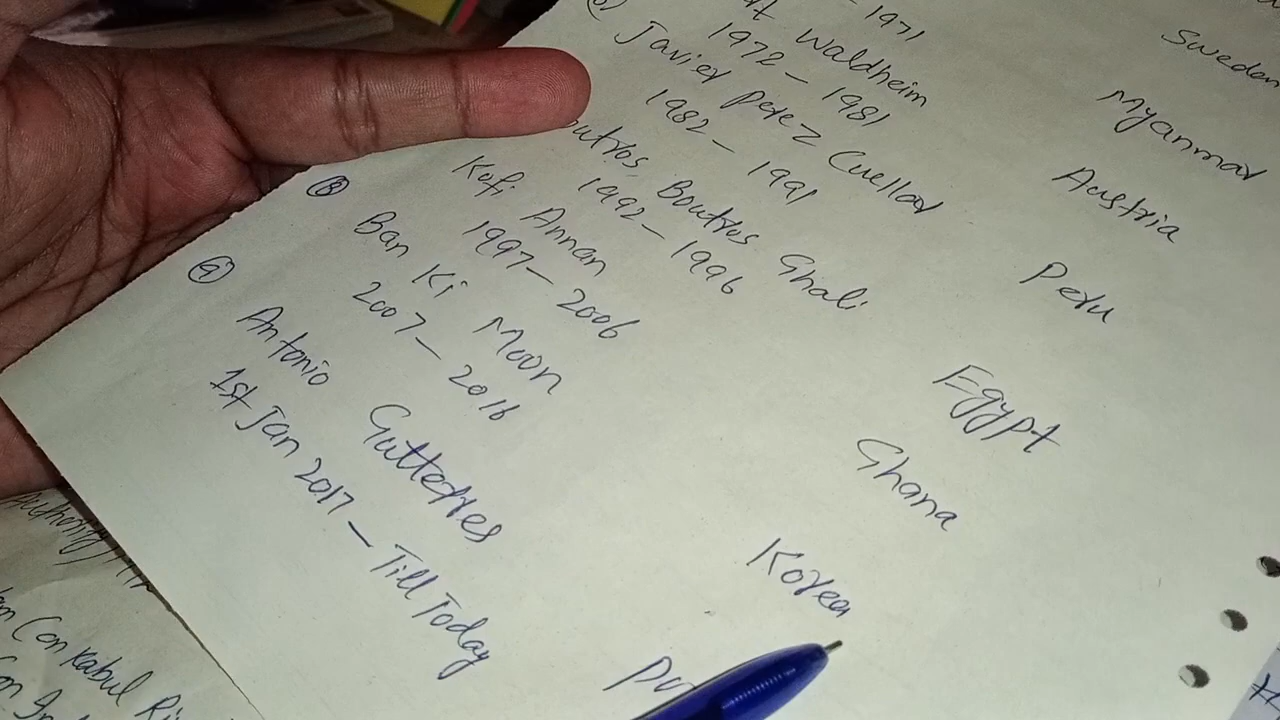 - 1971
Sweden
Waldheim
1972 - 1981
Myanmar
Javier Perez Cuellar
1982 - 1991
Austria
Boutros Ghali
1992 - 1996
Peru
Kofi Annan
1997 - 2006
Egypt
⑧ Ban Ki Moon
2007 - 2016
Ghana
⑨ Antonio Gutterres
1st Jan 2017 - Till Today
Korea
Kabul